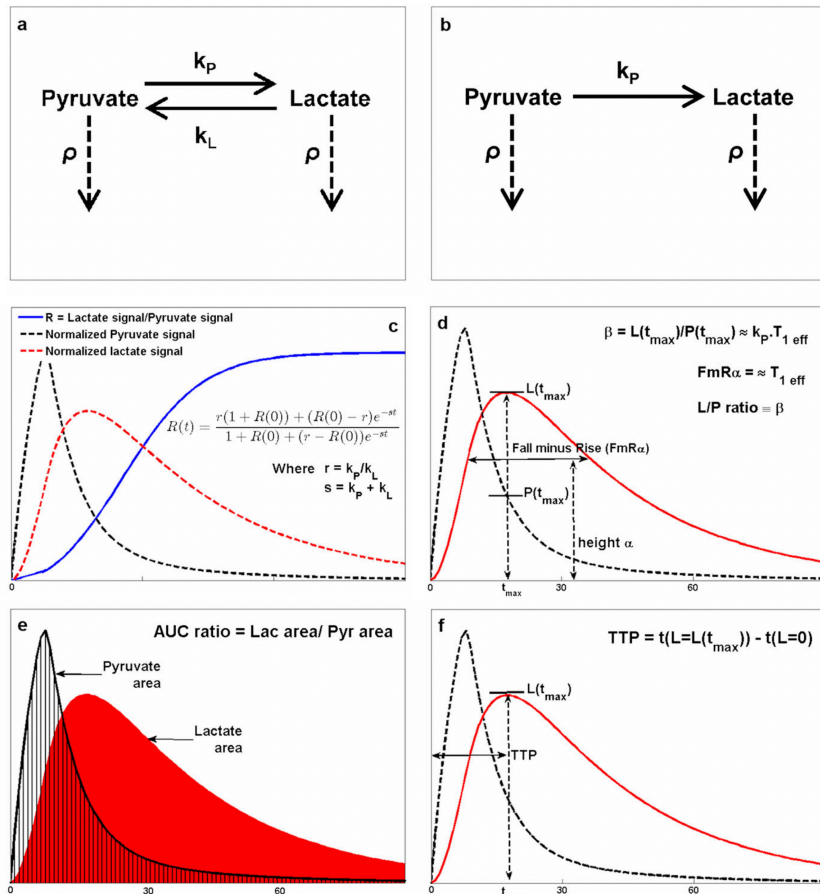 a
k_P
Pyruvate
Lactate
k_L
ρ
ρ
b
k_P
Pyruvate
Lactate
ρ
ρ
c
R = Lactate signal/Pyruvate signal
Normalized Pyruvate signal
Normalized lactate signal
R(t) = \frac{r(1 + R(0)) + (R(0) - r)e^{-st}}{1 + R(0) + (r - R(0))e^{-st}}
Where r = k_P/k_L
s = k_P + k_L
30
60
d
β = L(t_max)/P(t_max) ≈ k_P.T_1 eff
FmRα = ≈ T_1 eff
L/P ratio ≡ β
L(t_max)
Fall minus Rise (FmRα)
P(t_max)
height α
0
t_max
30
60
e
AUC ratio = Lac area/ Pyr area
Pyruvate
area
Lactate
area
0
30
60
f
TTP = t(L=L(t_max)) - t(L=0)
L(t_max)
TTP
0
t
30
60